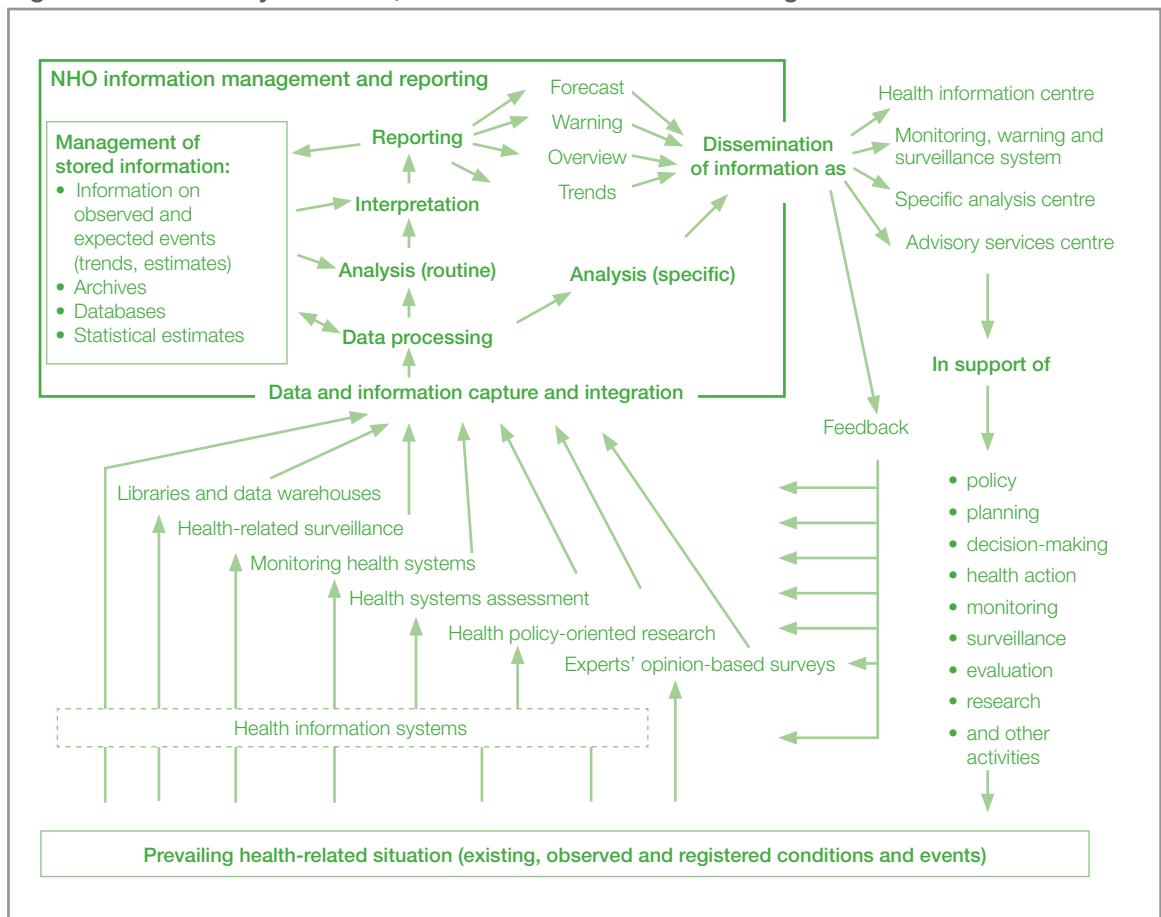 NHO information management and reporting
Management of
stored information:
• Information on
observed and
expected events
(trends, estimates)
• Archives
• Databases
• Statistical estimates
Reporting
Interpretation
Analysis (routine)
Data processing
Data and information capture and integration
Forecast
Warning
Overview
Trends
Analysis (specific)
Dissemination
of information as
Health information centre
Monitoring, warning and
surveillance system
Specific analysis centre
Advisory services centre
In support of
• policy
• planning
• decision-making
• health action
• monitoring
• surveillance
• evaluation
• research
• and other
activities
Feedback
Libraries and data warehouses
Health-related surveillance
Monitoring health systems
Health systems assessment
Health policy-oriented research
Experts' opinion-based surveys
Health information systems
Prevailing health-related situation (existing, observed and registered conditions and events)